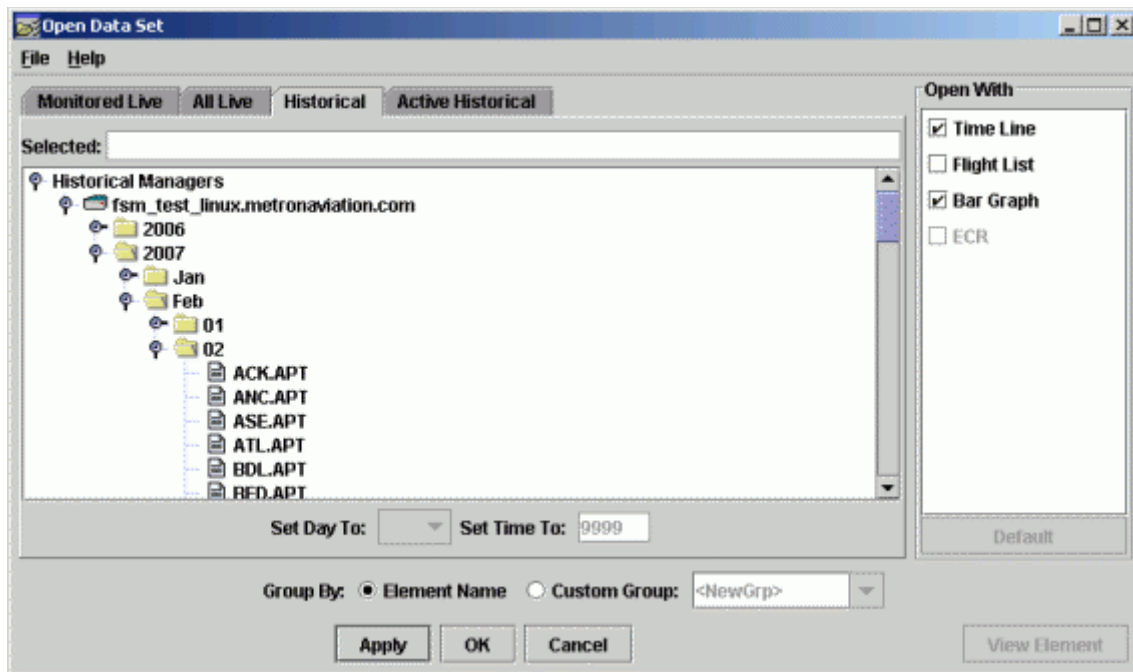 Open Data Set
File Help
Monitored Live All Live Historical Active Historical
Open With
Selected:
Time Line
Flight List
Bar Graph
ECR
Historical Managers
fsm_test_linux.metronaviation.com
2006
2007
Jan
Feb
01
02
ACK.APT
ANC.APT
ASE.APT
ATL.APT
BDL.APT
BED.APT
Set Day To: Set Time To: 9999
Default
Group By: Element Name Custom Group: <NewGrp>
Apply OK Cancel View Element